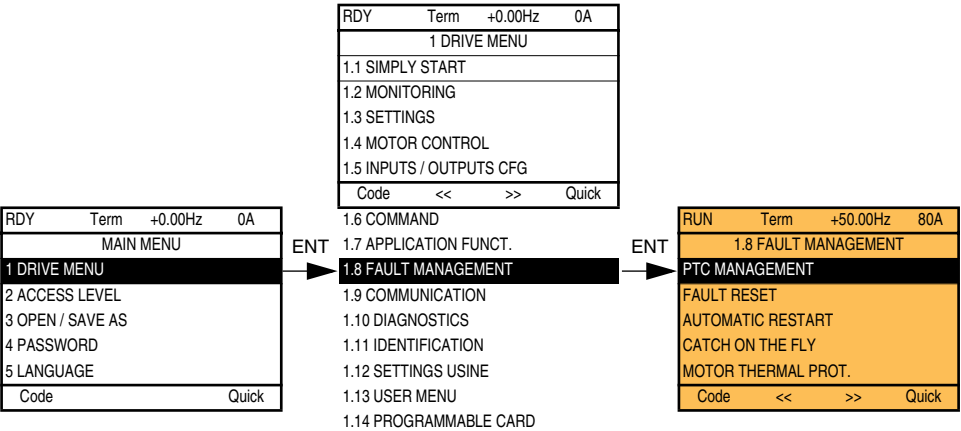 RDY Term +0.00Hz 0A
1 DRIVE MENU
1.1 SIMPLY START
1.2 MONITORING
1.3 SETTINGS
1.4 MOTOR CONTROL
1.5 INPUTS / OUTPUTS CFG
Code << >> Quick
RDY Term +0.00Hz 0A
MAIN MENU
1 DRIVE MENU
2 ACCESS LEVEL
3 OPEN / SAVE AS
4 PASSWORD
5 LANGUAGE
Code Quick
ENT
1.6 COMMAND
1.7 APPLICATION FUNCT.
1.8 FAULT MANAGEMENT
1.9 COMMUNICATION
1.10 DIAGNOSTICS
1.11 IDENTIFICATION
1.12 SETTINGS USINE
1.13 USER MENU
1.14 PROGRAMMABLE CARD
ENT
RUN Term +50.00Hz 80A
1.8 FAULT MANAGEMENT
PTC MANAGEMENT
FAULT RESET
AUTOMATIC RESTART
CATCH ON THE FLY
MOTOR THERMAL PROT.
Code << >> Quick